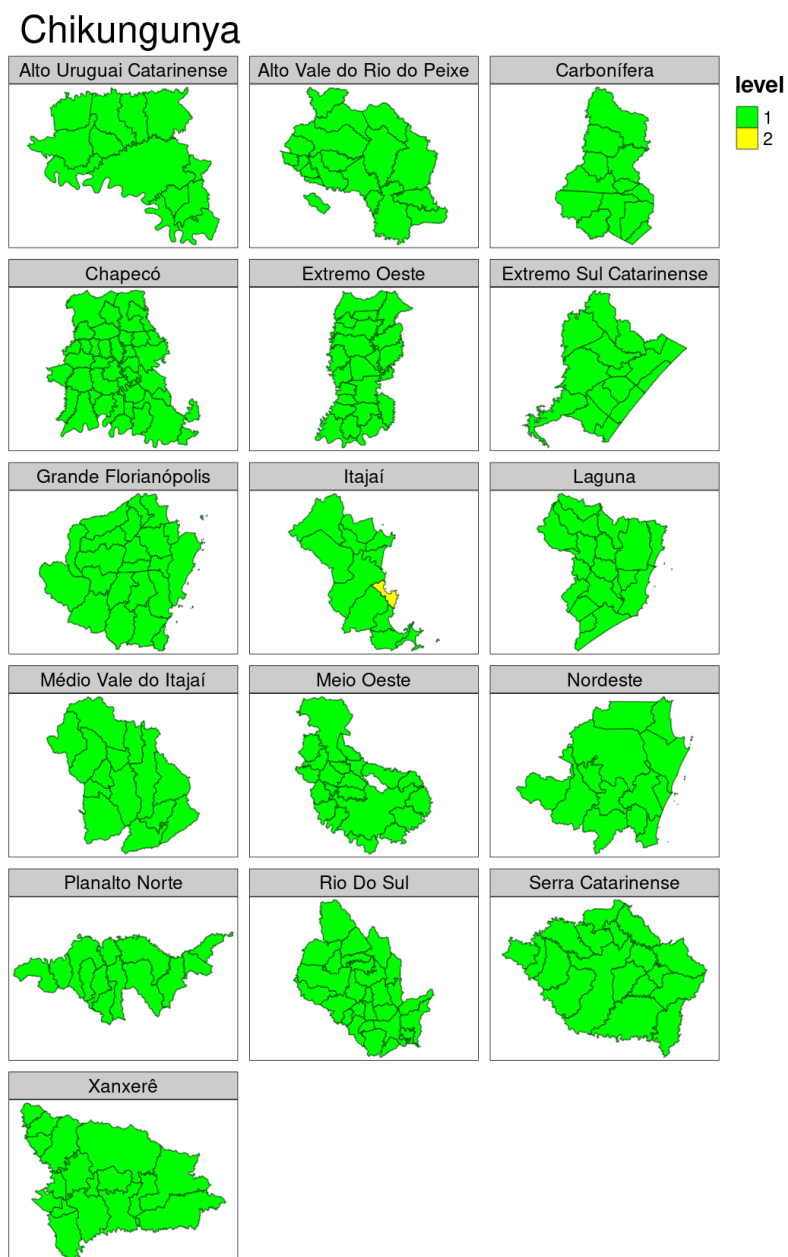 Chikungunya
Alto Uruguai Catarinense
Alto Vale do Rio do Peixe
Carbonífera
level
1
2
Chapecó
Extremo Oeste
Extremo Sul Catarinense
Grande Florianópolis
Itajaí
Laguna
Médio Vale do Itajaí
Meio Oeste
Nordeste
Planalto Norte
Rio Do Sul
Serra Catarinense
Xanxerê